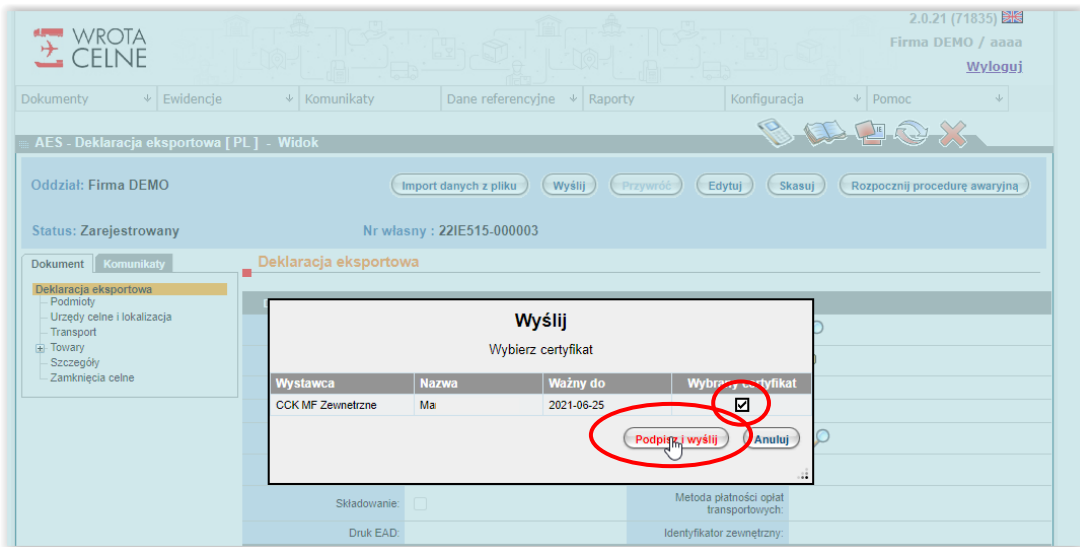 WROTA
CELNE
2.0.21 (71835)
Firma DEMO / aaaa
Wyloguj
Dokumenty Ewidencje Komunikaty Dane referencyjne Raporty Konfiguracja Pomoc
AES - Deklaracja eksportowa [ PL ] - Widok
Oddział: Firma DEMO Import danych z pliku Wyślij Przywróć Edytuj Skasuj Rozpocznij procedurę awaryjną
Status: Zarejestrowany Nr własny : 22IE515-000003
Dokument Komunikaty
Deklaracja eksportowa
Deklaracja eksportowa
Podmioty
Urzędy celne i lokalizacja
Transport
Towary
Szczegóły
Zamknięcia celne
Wyślij
Wybierz certyfikat
Wystawca Nazwa Ważny do Wybrany certyfikat
CCK MF Zewnetrzne Ma 2021-06-25
Podpisz i wyślij Anuluj
Składowanie: Metoda płatności opłat
transportowych:
Druk EAD: Identyfikator zewnętrzny: